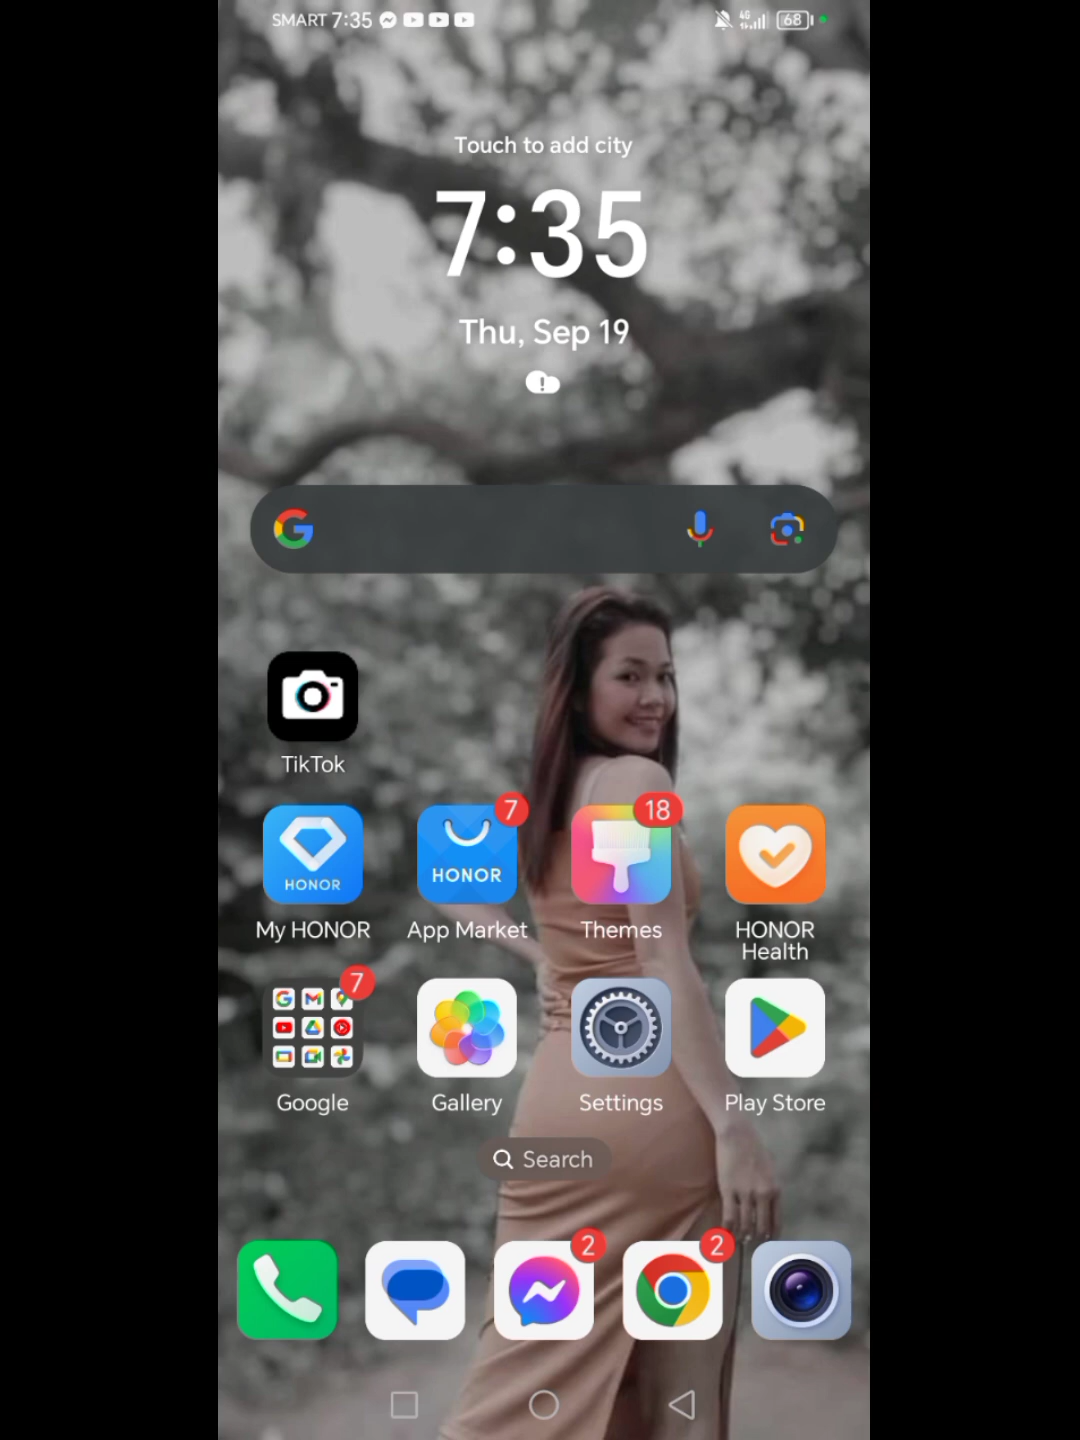 SMART 7:35 4G 68
Touch to add city
7:35
Thu, Sep 19
TikTok
7 18
HONOR HONOR
My HONOR App Market Themes HONOR Health
7
Google Gallery Settings Play Store
Search
2 2